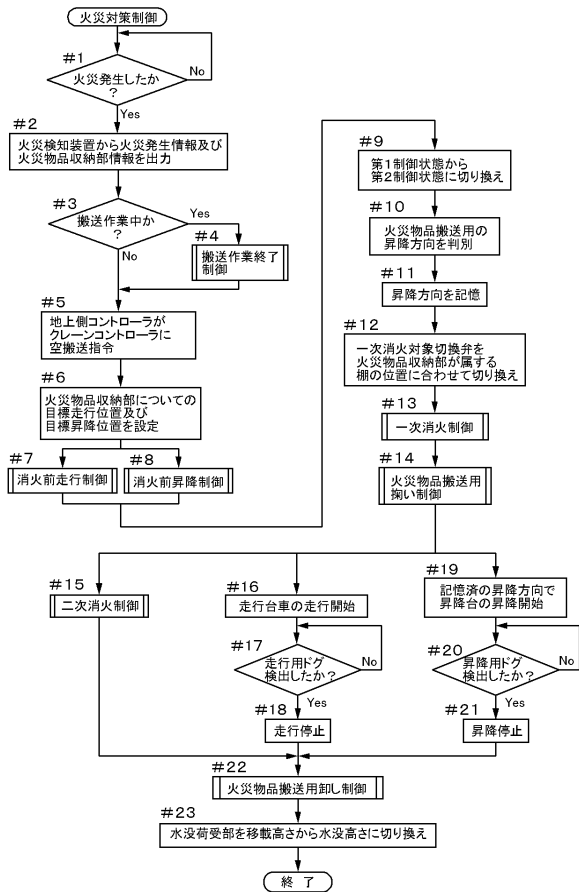 火災対策制御
#1
火災発生したか
?
No
Yes
#2
火災検知装置から火災発生情報及び
火災物品収納部情報を出力
#3
搬送作業中か
?
Yes
No
#4
搬送作業終了
制御
#5
地上側コントローラが
クレーンコントローラに
空搬送指令
#6
火災物品収納部についての
目標走行位置及び
目標昇降位置を設定
#7
消火前走行制御
#8
消火前昇降制御
#9
第1制御状態から
第2制御状態に切り換え
#10
火災物品搬送用の
昇降方向を判別
#11
昇降方向を記憶
#12
一次消火対象切換弁を
火災物品収納部が属する
棚の位置に合わせて切り換え
#13
一次消火制御
#14
火災物品搬送用
掬い制御
#15
二次消火制御
#16
走行台車の走行開始
#17
走行用ドグ
検出したか?
No
Yes
#18
走行停止
#19
記憶済の昇降方向で
昇降台の昇降開始
#20
昇降用ドグ
検出したか?
No
Yes
#21
昇降停止
#22
火災物品搬送用卸し制御
#23
水没荷受部を移載高さから水没高さに切り換え
終了